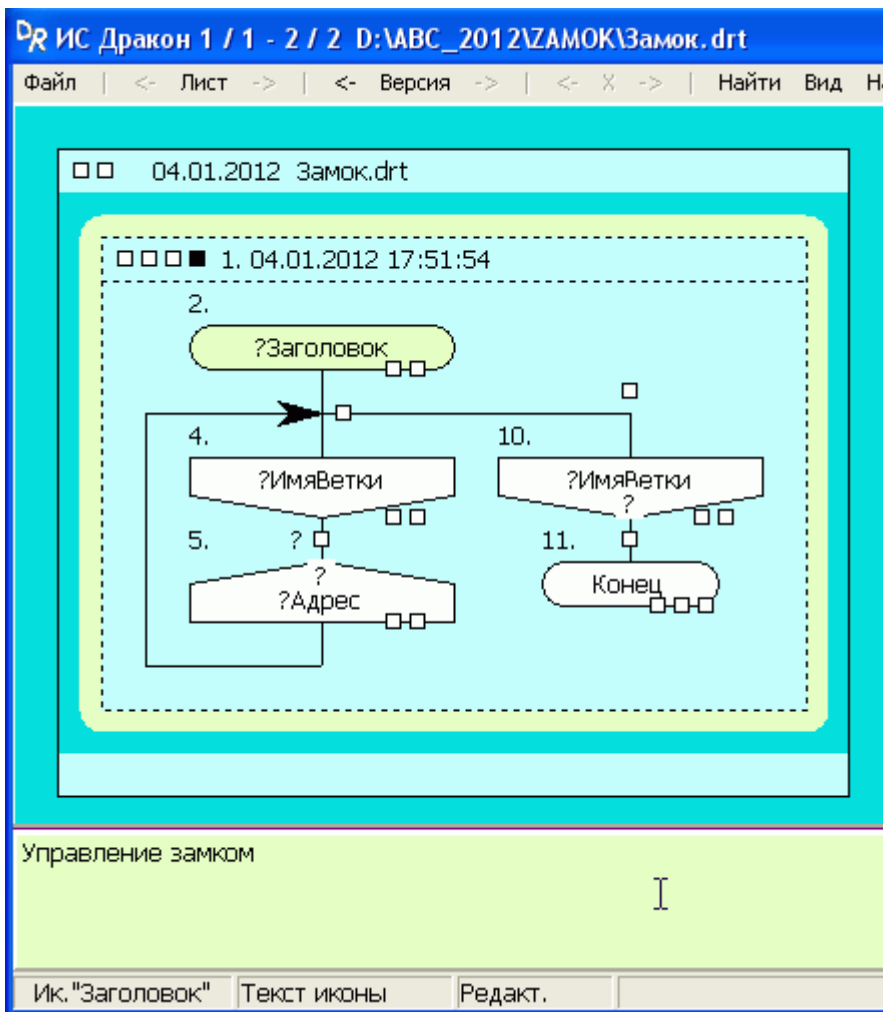 DR ИС Дракон 1 / 1 - 2 / 2 D:\ABC_2012\ZAMOK\Замок.drt
Файл | <- Лист -> | <- Версия -> | <- X -> | Найти Вид
04.01.2012 Замок.drt
1. 04.01.2012 17:51:54
2.
?Заголовок
4. 10.
?ИмяВетки ?ИмяВетки
?
5. ? 11.
?
?Адрес Конец
Управление замком
Ик."Заголовок" Текст иконы Редакт.